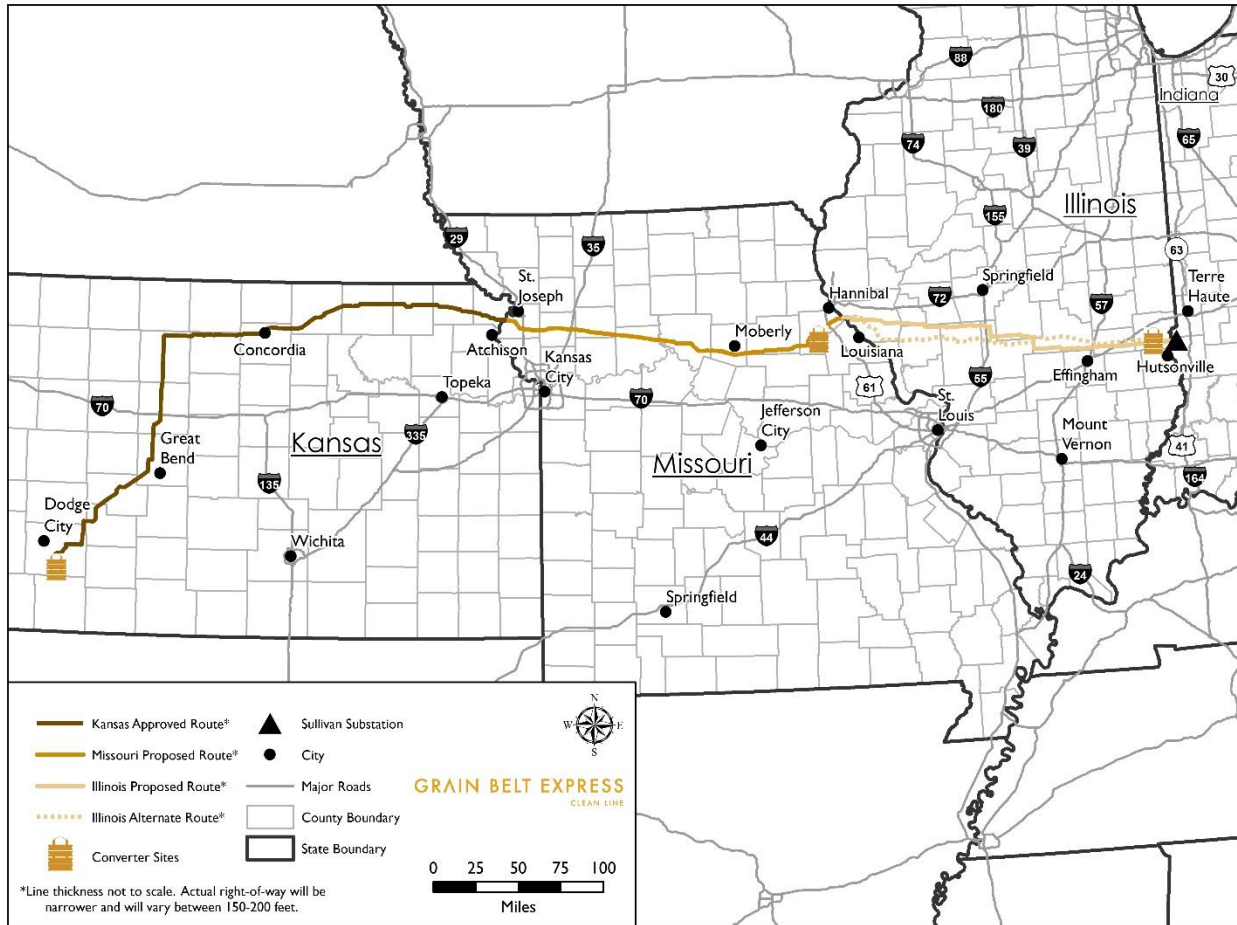 88
30
Indiana
180
74
39
65
155
Illinois
29
35
63
St.
Joseph
Hannibal
Springfield
72
57
Terre
Haute
Concordia
Atchison
Moberly
Louisiana
Hutsonville
Effingham
Kansas
City
Topeka
70
70
61
55
St.
Louis
Jefferson
City
Mount
Vernon
Great
Bend
Kansas
335
Missouri
41
164
135
Dodge
City
Wichita
44
24
Springfield
Kansas Approved Route*
Missouri Proposed Route*
Illinois Proposed Route*
Illinois Alternate Route*
Converter Sites
Sullivan Substation
City
Major Roads
County Boundary
State Boundary
*Line thickness not to scale. Actual right-of-way will be
narrower and will vary between 150-200 feet.
N
W E
S
GRAIN BELT EXPRESS
CLEAN LINE
0 25 50 75 100
Miles